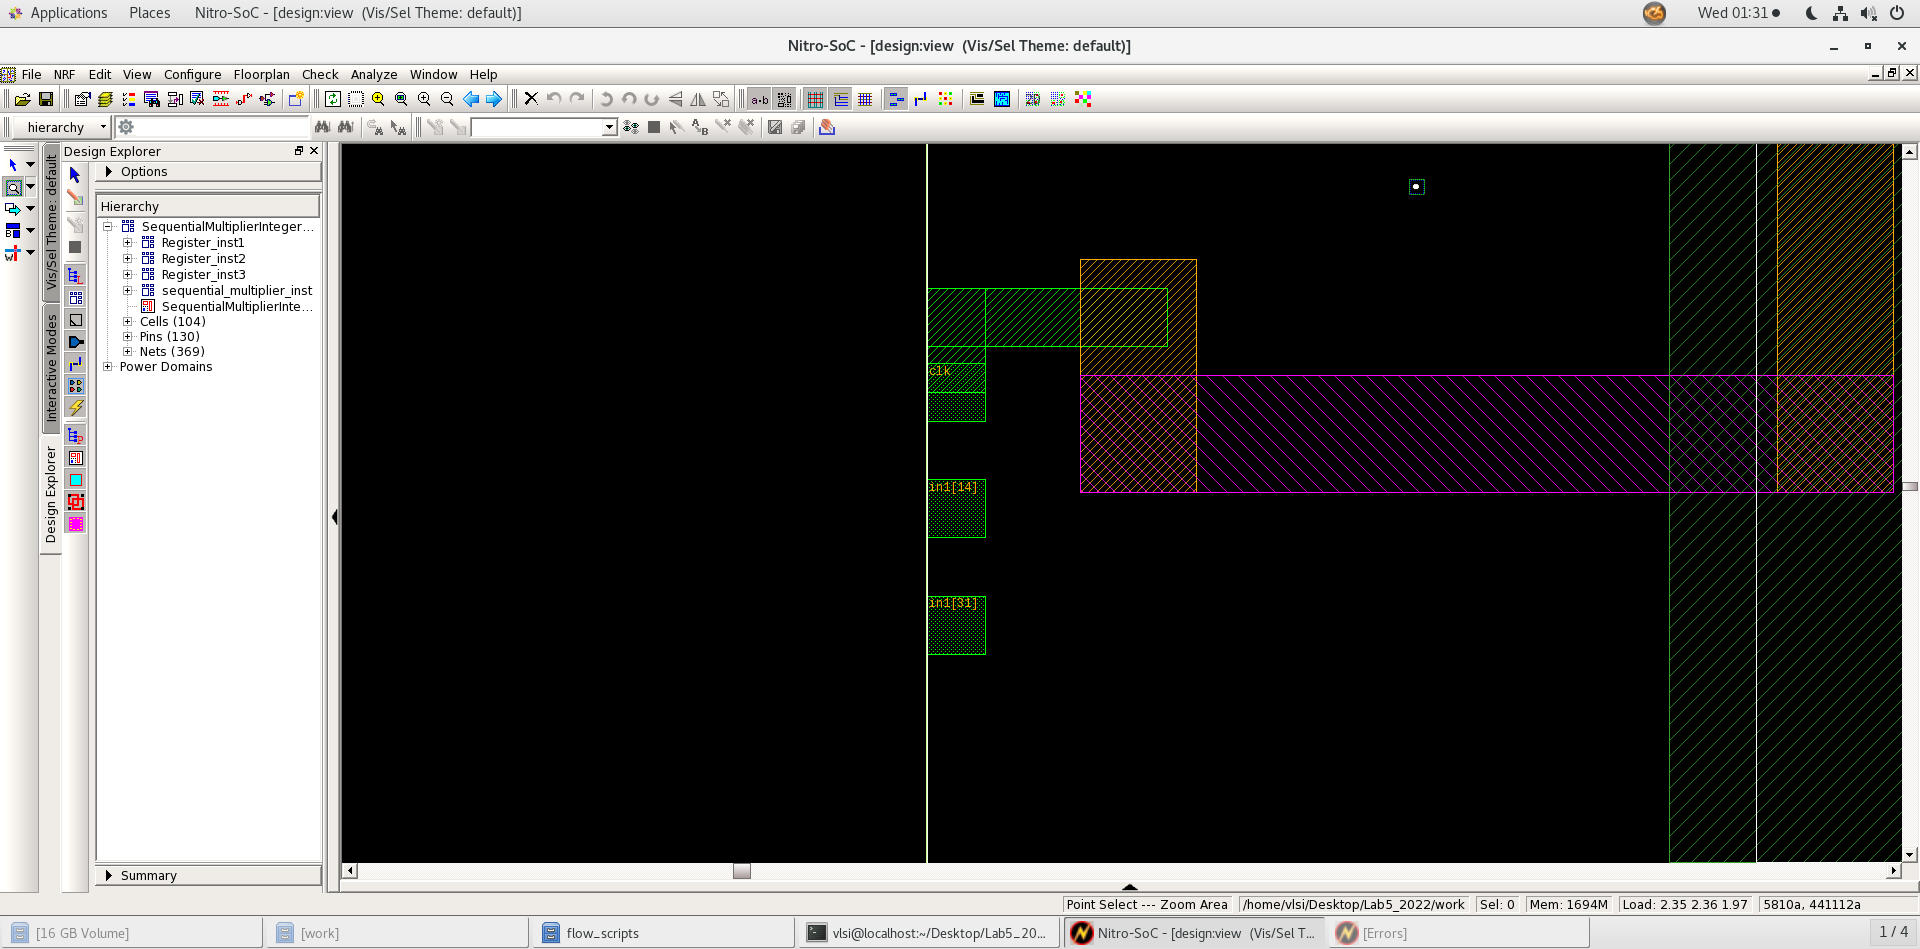 Applications Places Nitro-SoC - [design:view (Vis/Sel Theme: default)] Wed 01:31
Nitro-SoC - [design:view (Vis/Sel Theme: default)]
File NRF Edit View Configure Floorplan Check Analyze Window Help
a·b
hierarchy
A B
Vis/Sel Theme: default
Interactive Modes
Design Explorer
Design Explorer
Options
Hierarchy
SequentialMultiplierInteger...
Register_inst1
Register_inst2
Register_inst3
sequential_multiplier_inst
SequentialMultiplierInte...
Cells (104)
Pins (130)
Nets (369)
Power Domains
Summary
clk
in1[14]
in1[31]
Point Select --- Zoom Area /home/vlsi/Desktop/Lab5_2022/work Sel: 0 Mem: 1694M Load: 2.35 2.36 1.97 5810a, 441112a
[16 GB Volume] [work] flow_scripts vlsi@localhost:~/Desktop/Lab5_20... Nitro-SoC - [design:view (Vis/Sel T... [Errors] 1 / 4